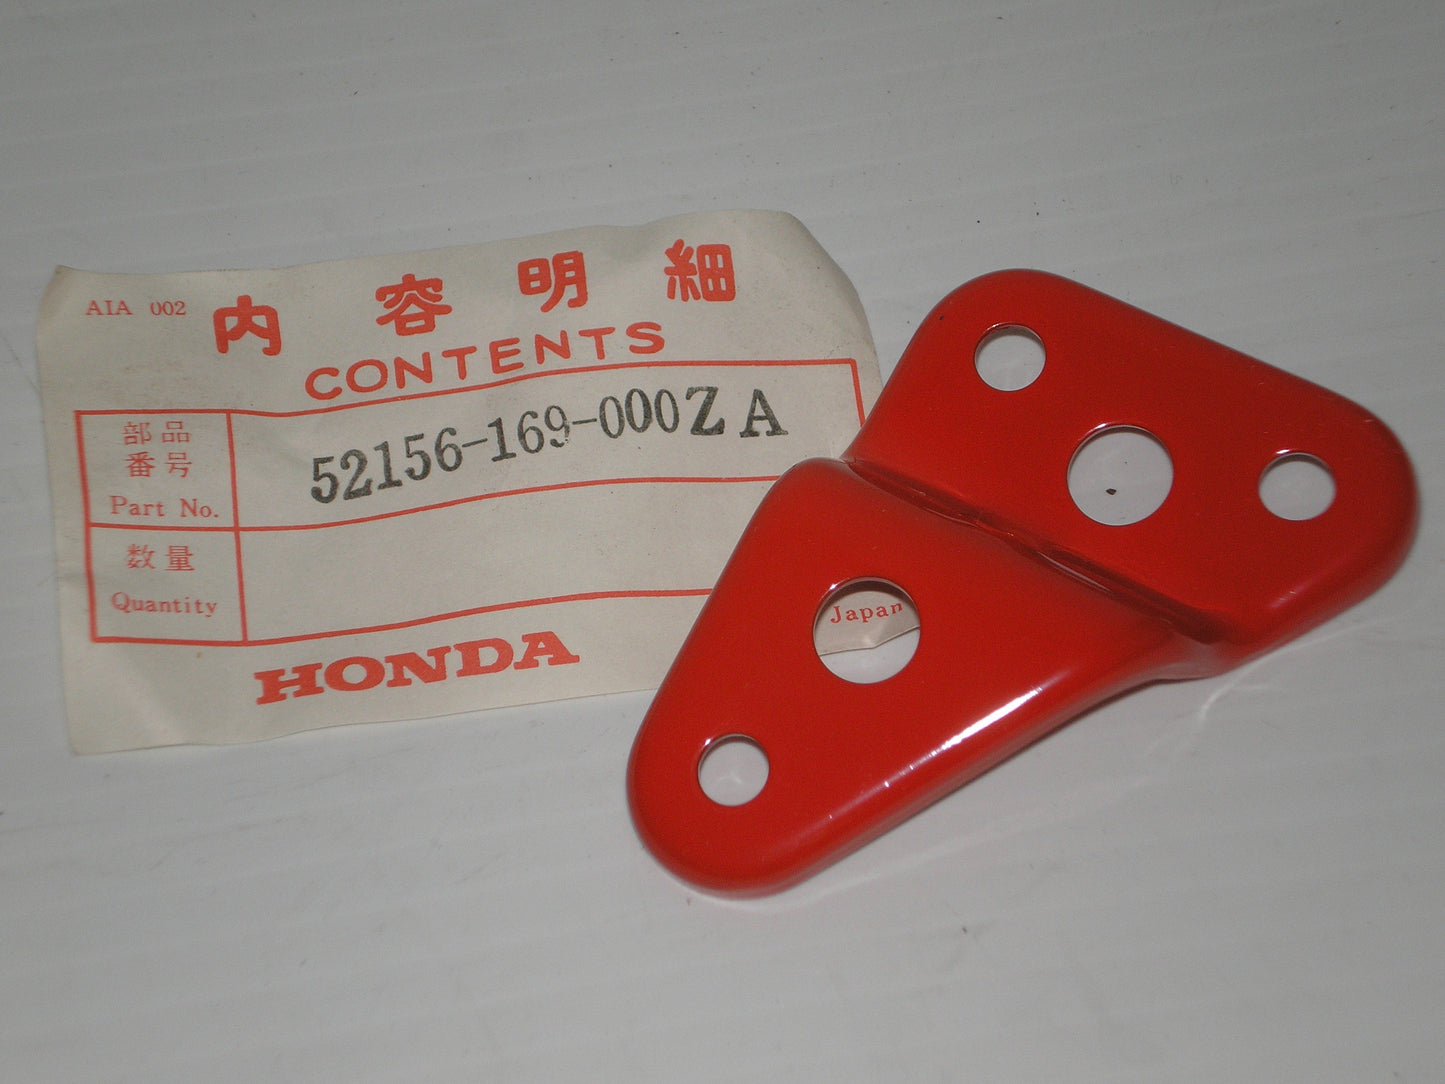 AIA 002
内容明細
CONTENTS
部品
番号
Part No.
52156-169-000ZA
数量
Quantity
HONDA
Japan